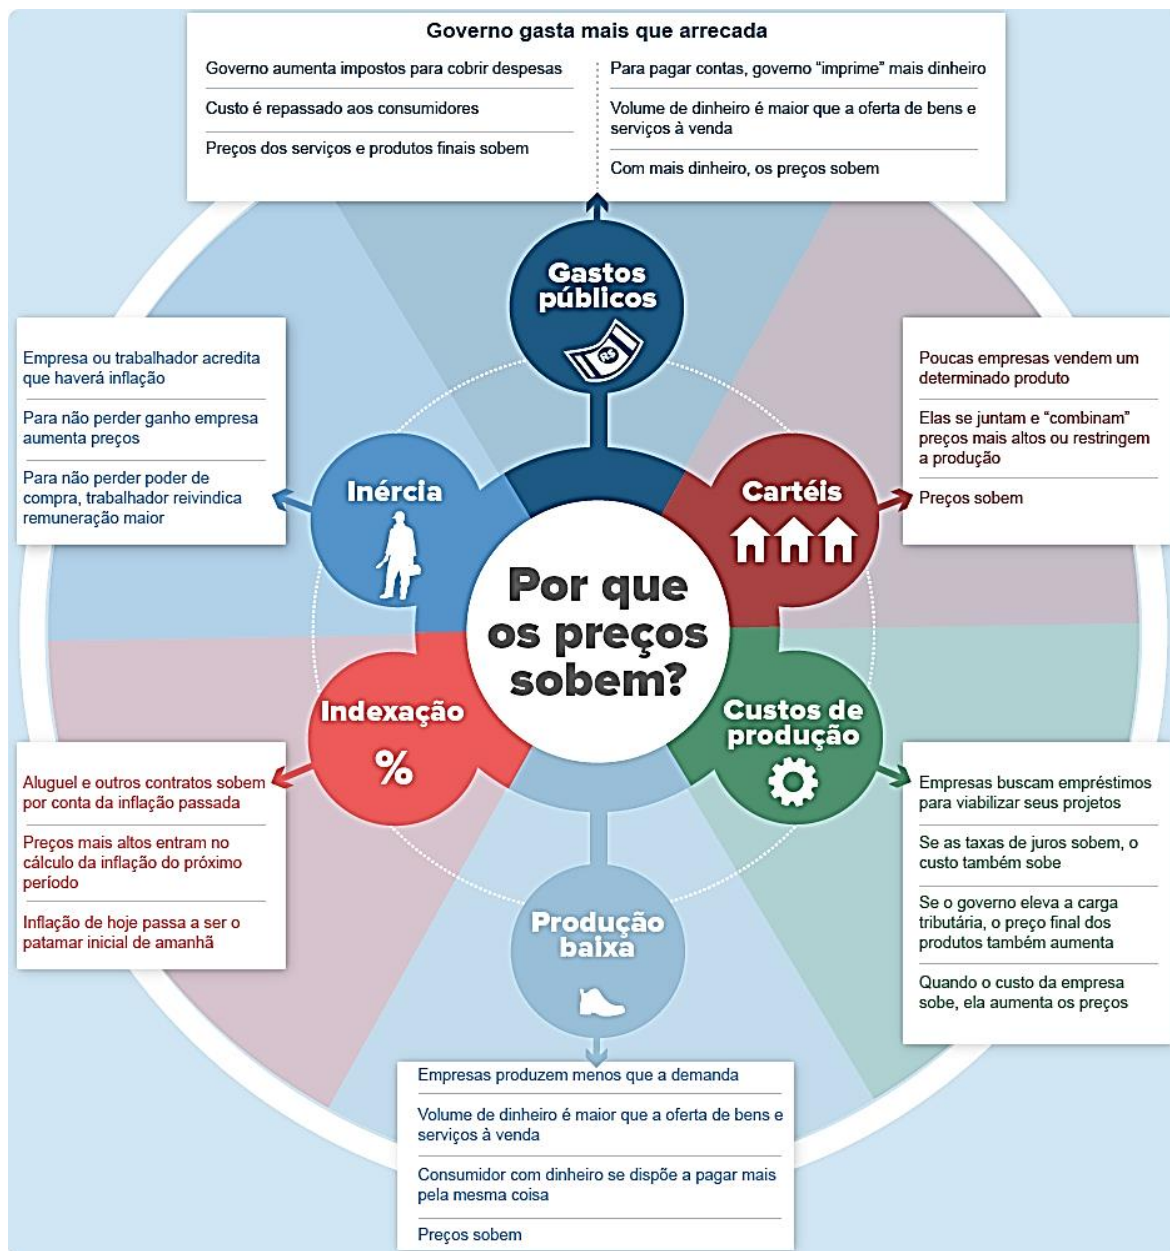 Governo gasta mais que arrecada
Governo aumenta impostos para cobrir despesas
Custo é repassado aos consumidores
Preços dos serviços e produtos finais sobem
Para pagar contas, governo “imprime” mais dinheiro
Volume de dinheiro é maior que a oferta de bens e
serviços à venda
Com mais dinheiro, os preços sobem
Gastos
públicos
R$
Empresa ou trabalhador acredita
que haverá inflação
Para não perder ganho empresa
aumenta preços
Para não perder poder de
compra, trabalhador reivindica
remuneração maior
Inércia
Cartéis
Poucas empresas vendem um
determinado produto
Elas se juntam e “combinam”
preços mais altos ou restringem
a produção
Preços sobem
Por que
os preços
sobem?
Indexação
%
Aluguel e outros contratos sobem
por conta da inflação passada
Preços mais altos entram no
cálculo da inflação do próximo
período
Inflação de hoje passa a ser o
patamar inicial de amanhã
Custos de
produção
Empresas buscam empréstimos
para viabilizar seus projetos
Se as taxas de juros sobem, o
custo também sobe
Se o governo eleva a carga
tributária, o preço final dos
produtos também aumenta
Quando o custo da empresa
sobe, ela aumenta os preços
Produção
baixa
Empresas produzem menos que a demanda
Volume de dinheiro é maior que a oferta de bens e
serviços à venda
Consumidor com dinheiro se dispõe a pagar mais
pela mesma coisa
Preços sobem